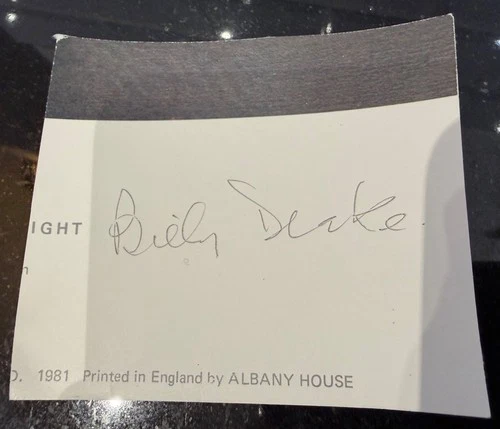 IGHT
Billy Drake.
n
D. 1981 Printed in England by ALBANY HOUSE